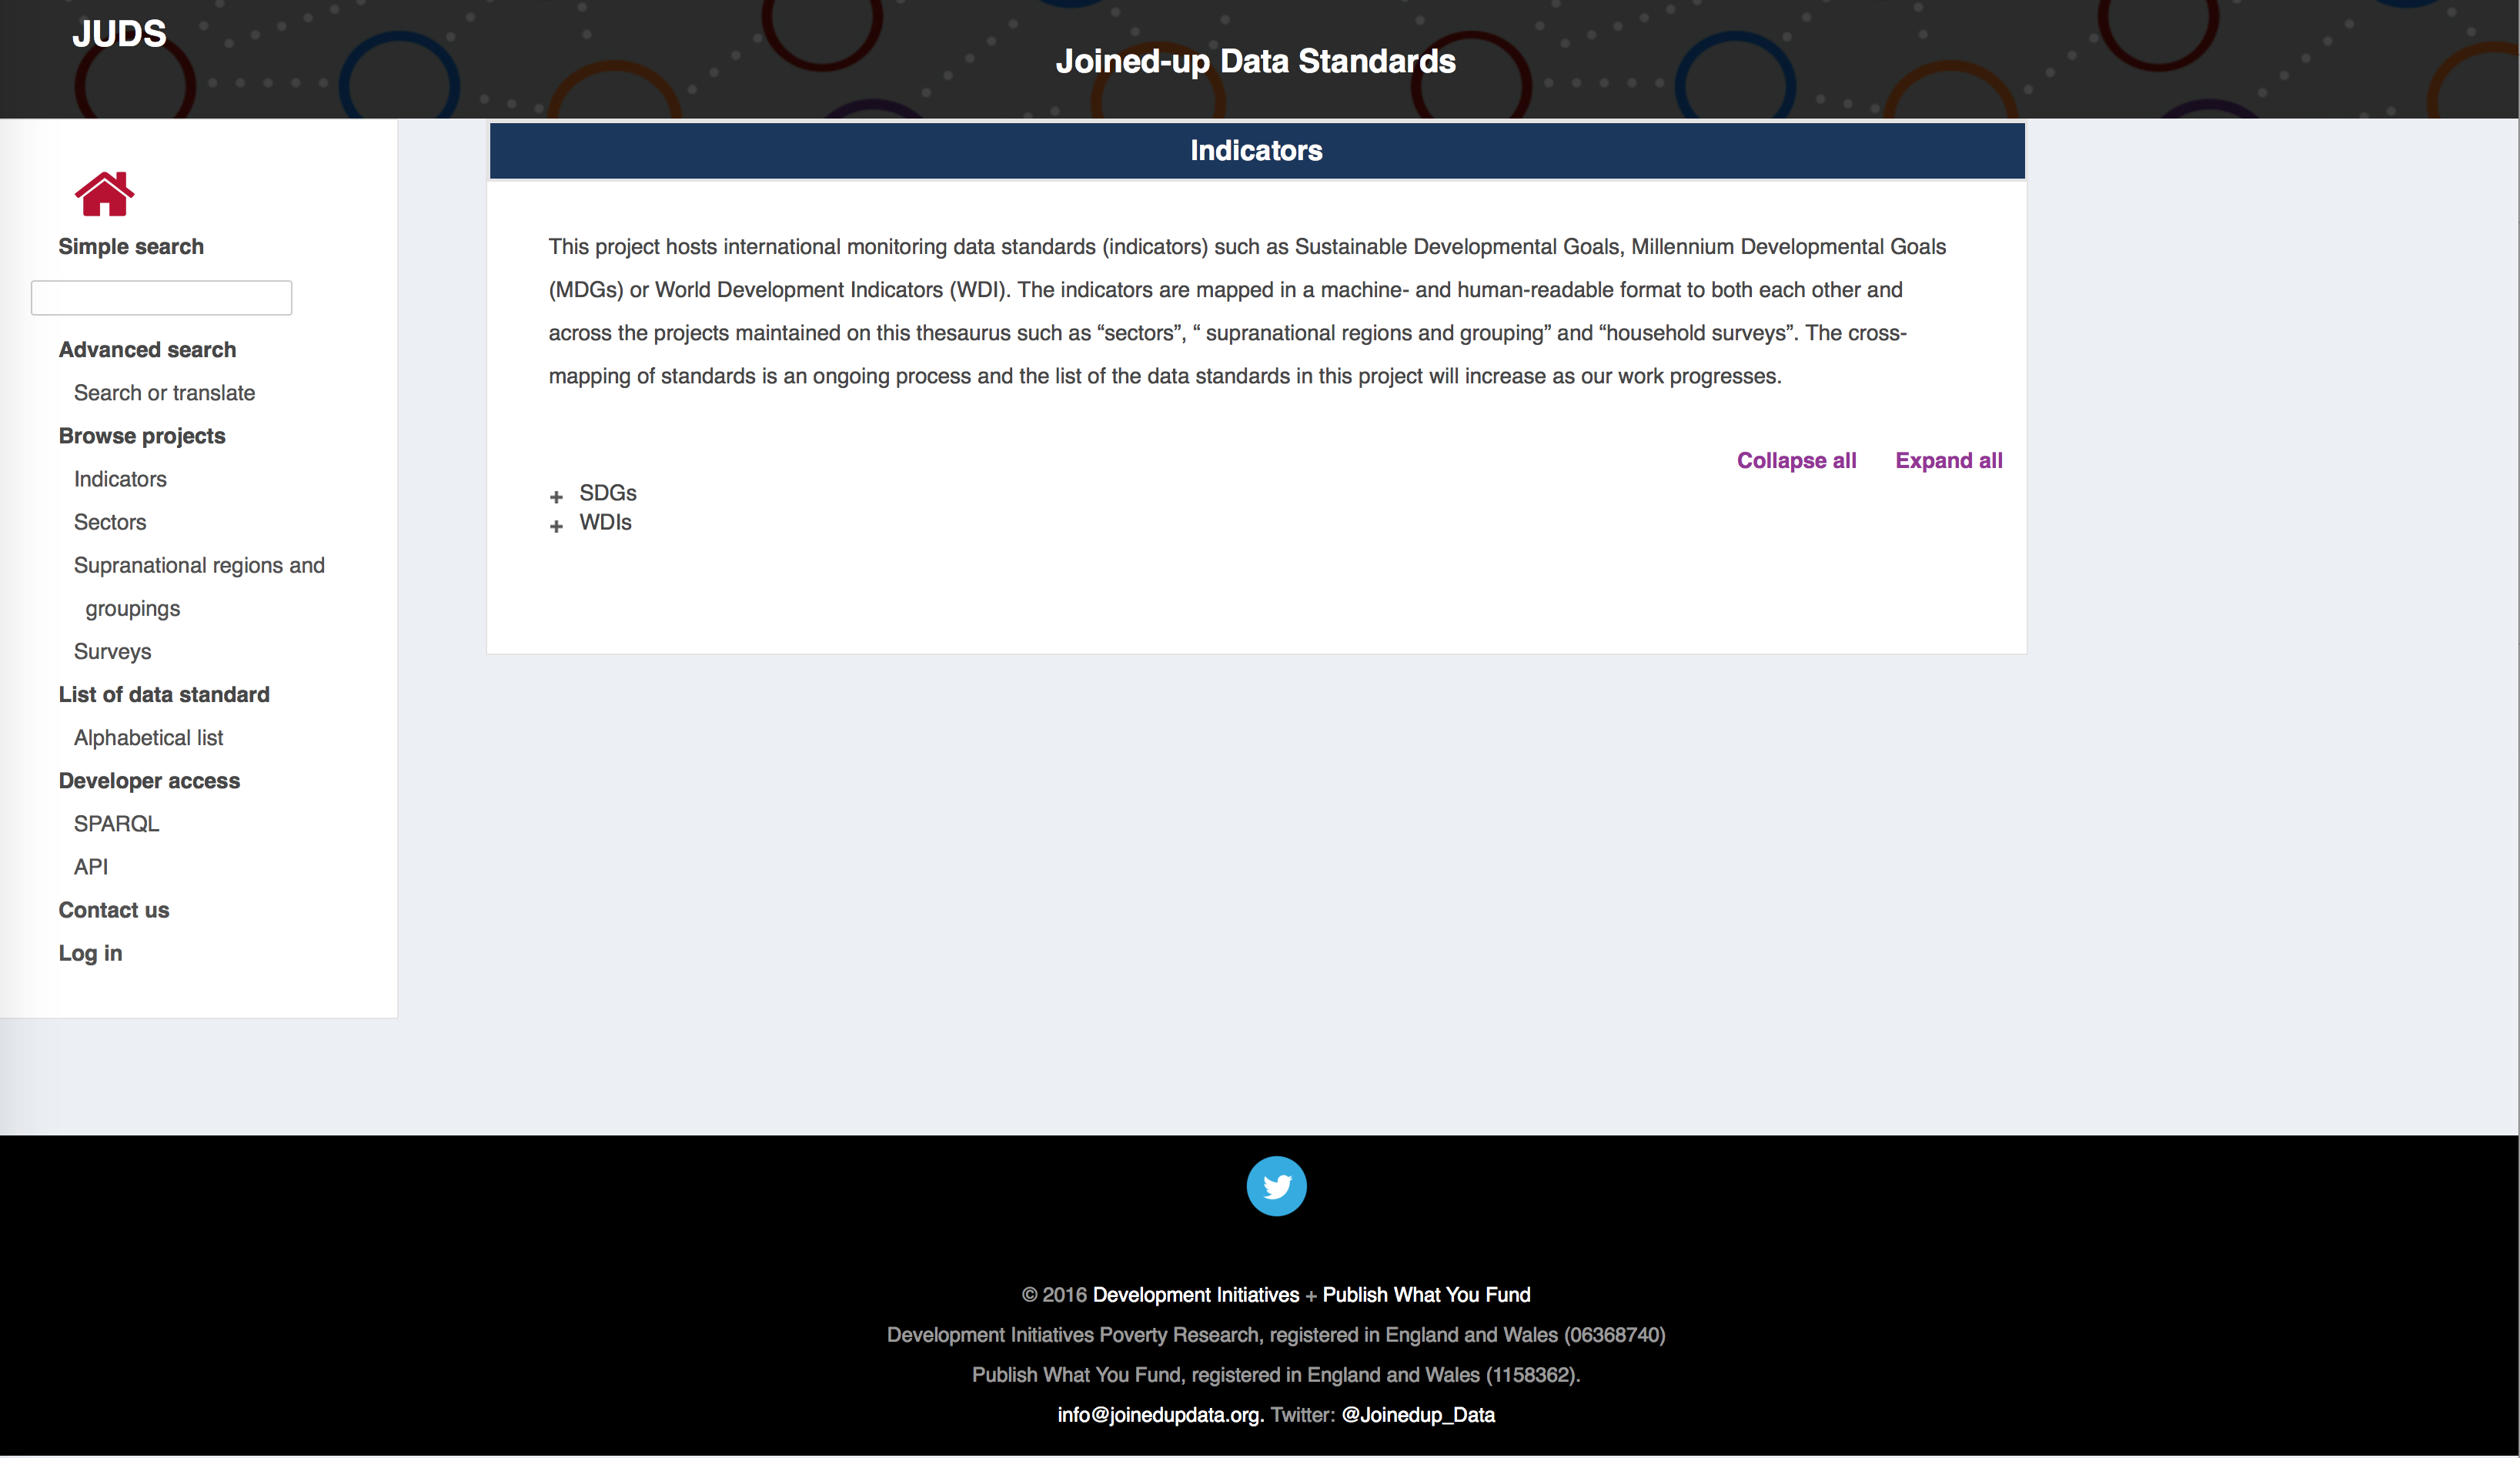 JUDS
Joined-up Data Standards
Simple search
Advanced search
Search or translate
Browse projects
Indicators
Sectors
Supranational regions and
groupings
Surveys
List of data standard
Alphabetical list
Developer access
SPARQL
API
Contact us
Log in
Indicators
This project hosts international monitoring data standards (indicators) such as Sustainable Developmental Goals, Millennium Developmental Goals
(MDGs) or World Development Indicators (WDI). The indicators are mapped in a machine- and human-readable format to both each other and
across the projects maintained on this thesaurus such as “sectors”, “ supranational regions and grouping” and “household surveys”. The cross-
mapping of standards is an ongoing process and the list of the data standards in this project will increase as our work progresses.
Collapse all Expand all
+ SDGs
+ WDIs
© 2016 Development Initiatives + Publish What You Fund
Development Initiatives Poverty Research, registered in England and Wales (06368740)
Publish What You Fund, registered in England and Wales (1158362).
info@joinedupdata.org. Twitter: @Joinedup_Data